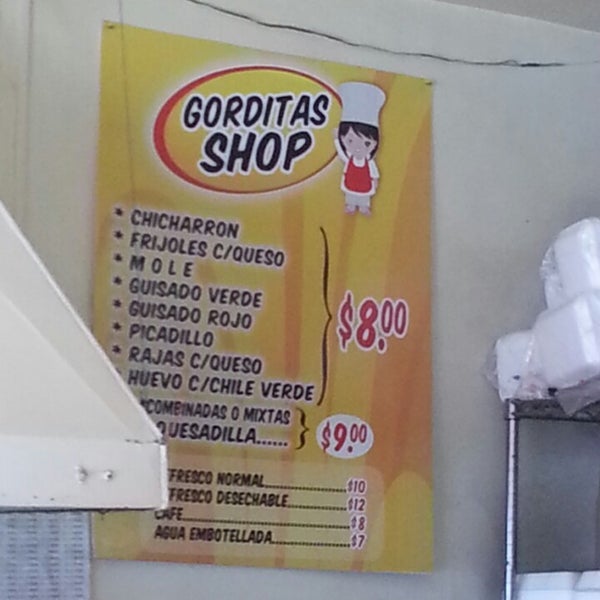 GORDITAS
SHOP
* CHICHARRON
* FRIJOLES C/QUESO
* MOLE
* GUISADO VERDE
* GUISADO ROJO
* PICADILLO
* RAJAS C/QUESO
HUEVO C/CHILE VERDE
$8.00
*COMBINADAS O MIXTAS
QUESADILLA......
$9.00
FRESCO NORMAL........................$10
FRESCO DESECHABLE................$12
CAFE.............................................$8
AGUA EMBOTELLADA......................$7